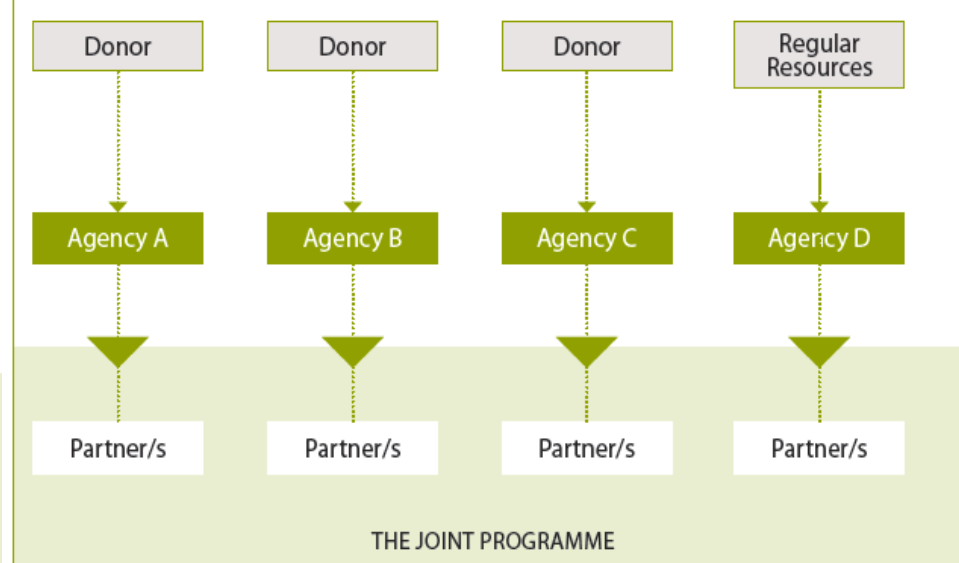 Donor
Donor
Donor
Regular
Resources
Agency A
Agency B
Agency C
Agency D
Partner/s
Partner/s
Partner/s
Partner/s
THE JOINT PROGRAMME